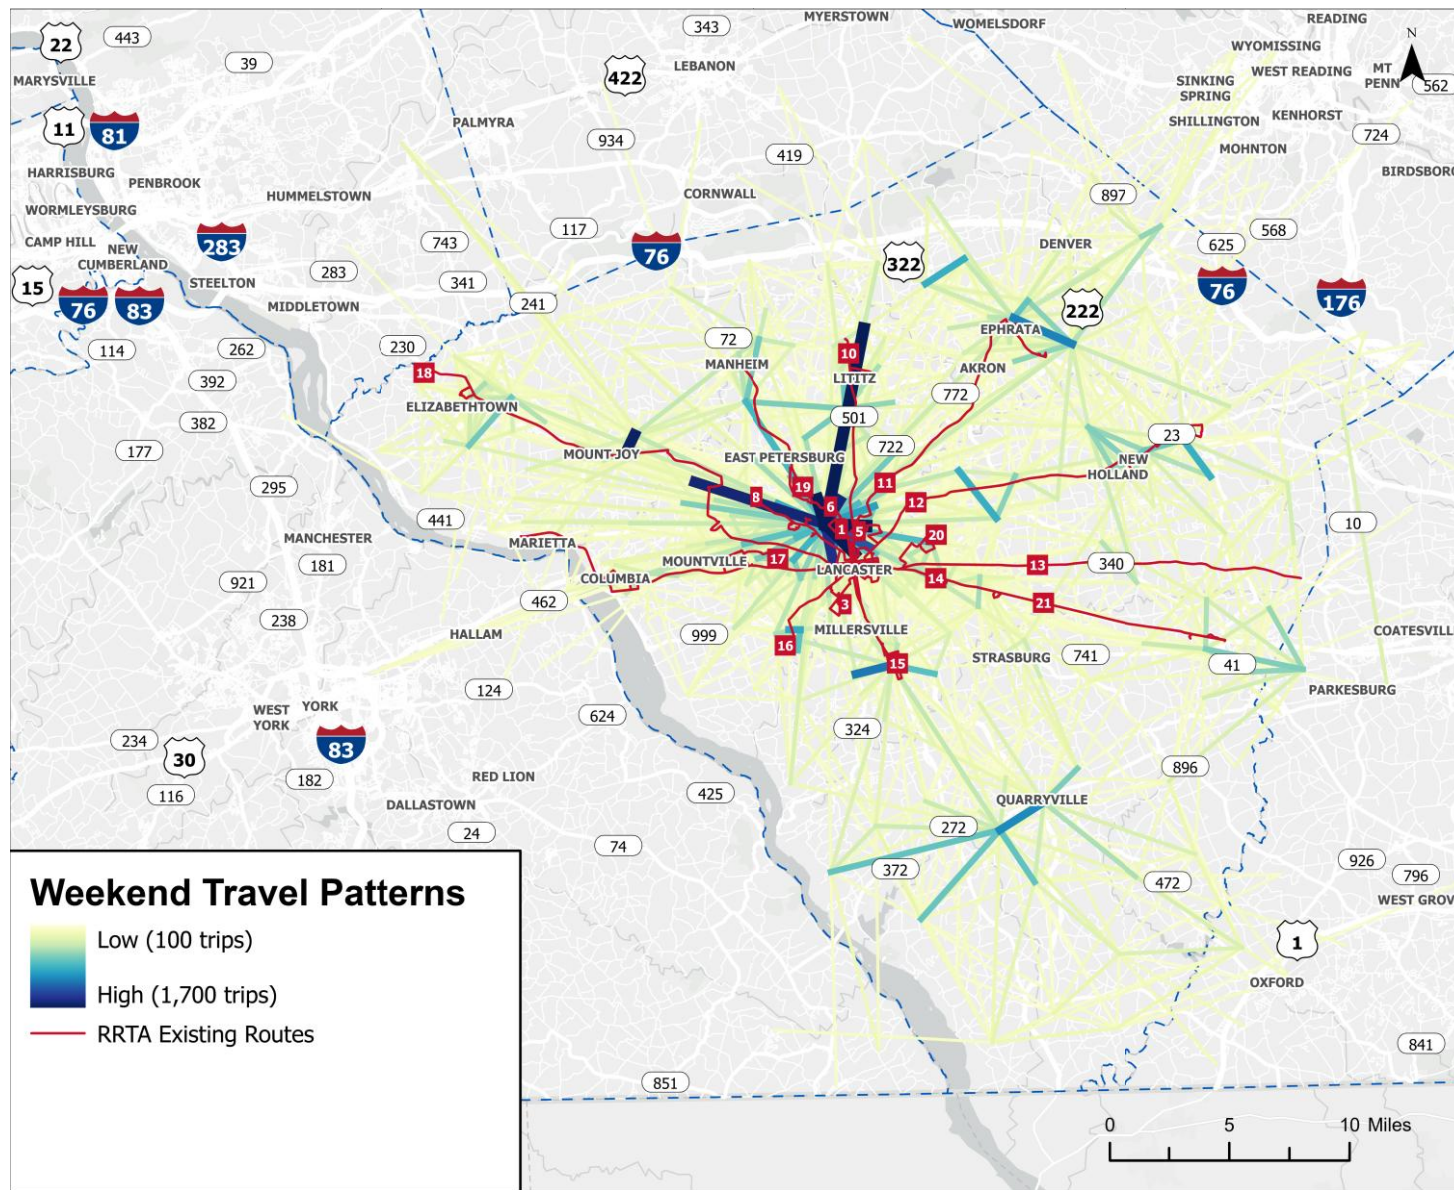 MYERSTOWN
WOMELSDORF
READING
N
22
443
343
WYOMISSING
39
LEBANON
WEST READING
MT
PENN
MARYSVILLE
422
SINKING
SPRING
562
11
81
PALMYRA
934
SHILLINGTON
KENHORST
724
419
MOHNTON
HARRISBURG
PENBROOK
HUMMELSTOWN
CORNWALL
897
BIRDSBORO
WORMLEYSBURG
CAMP HILL
NEW
CUMBERLAND
283
743
117
76
322
DENVER
625
568
15
76
83
STEELTON
283
341
76
176
MIDDLETOWN
241
222
114
262
230
72
10
EPHRATA
392
18
MANHEIM
LITITZ
AKRON
382
ELIZABETHTOWN
501
772
177
MOUNT JOY
EAST PETERSBURG
722
23
NEW
HOLLAND
295
8
19
6
11
12
441
1
5
20
10
MANCHESTER
MARIETTA
181
MOUNTVILLE
17
LANCASTER
13
340
921
COLUMBIA
14
462
3
21
238
HALLAM
999
MILLERSVILLE
COATESVILL
16
15
STRASBURG
741
41
124
PARKESBURG
WEST
YORK
YORK
624
234
30
83
324
896
182
RED LION
116
425
QUARRYVILLE
DALLASTOWN
24
74
272
372
472
926
796
WEST GROV
Weekend Travel Patterns
Low (100 trips)
High (1,700 trips)
RRTA Existing Routes
1
OXFORD
841
851
0
5
10 Miles